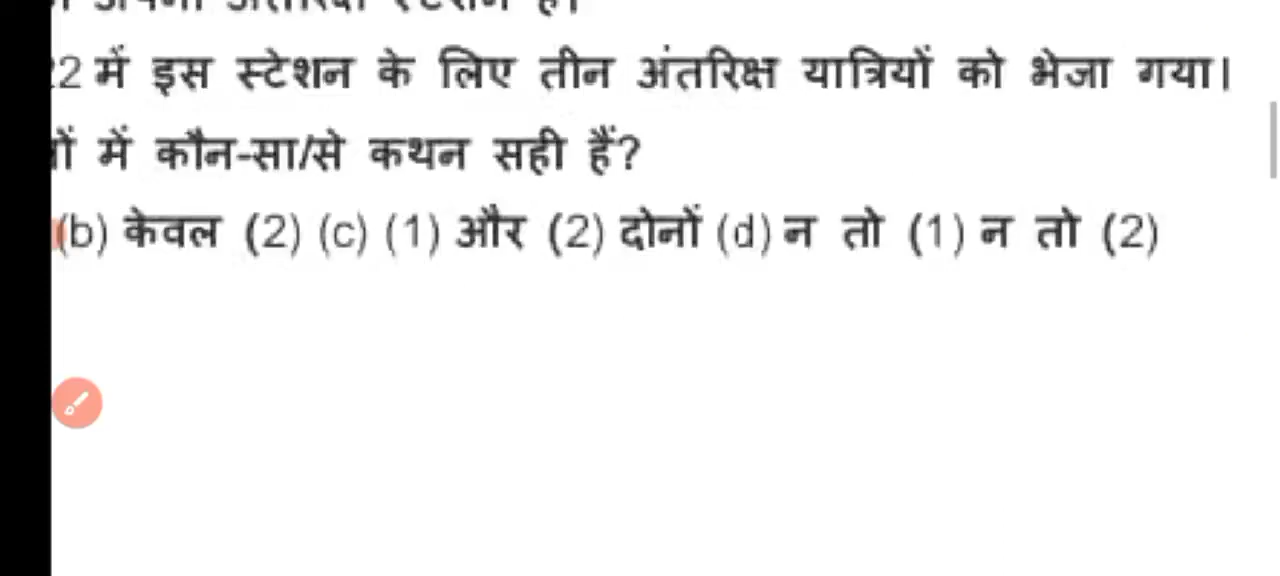 2 में इस स्टेशन के लिए तीन अंतरिक्ष यात्रियों को भेजा गया।
में कौन-सा/से कथन सही हैं?
(b) केवल (2) (c) (1) और (2) दोनों (d) न तो (1) न तो (2)